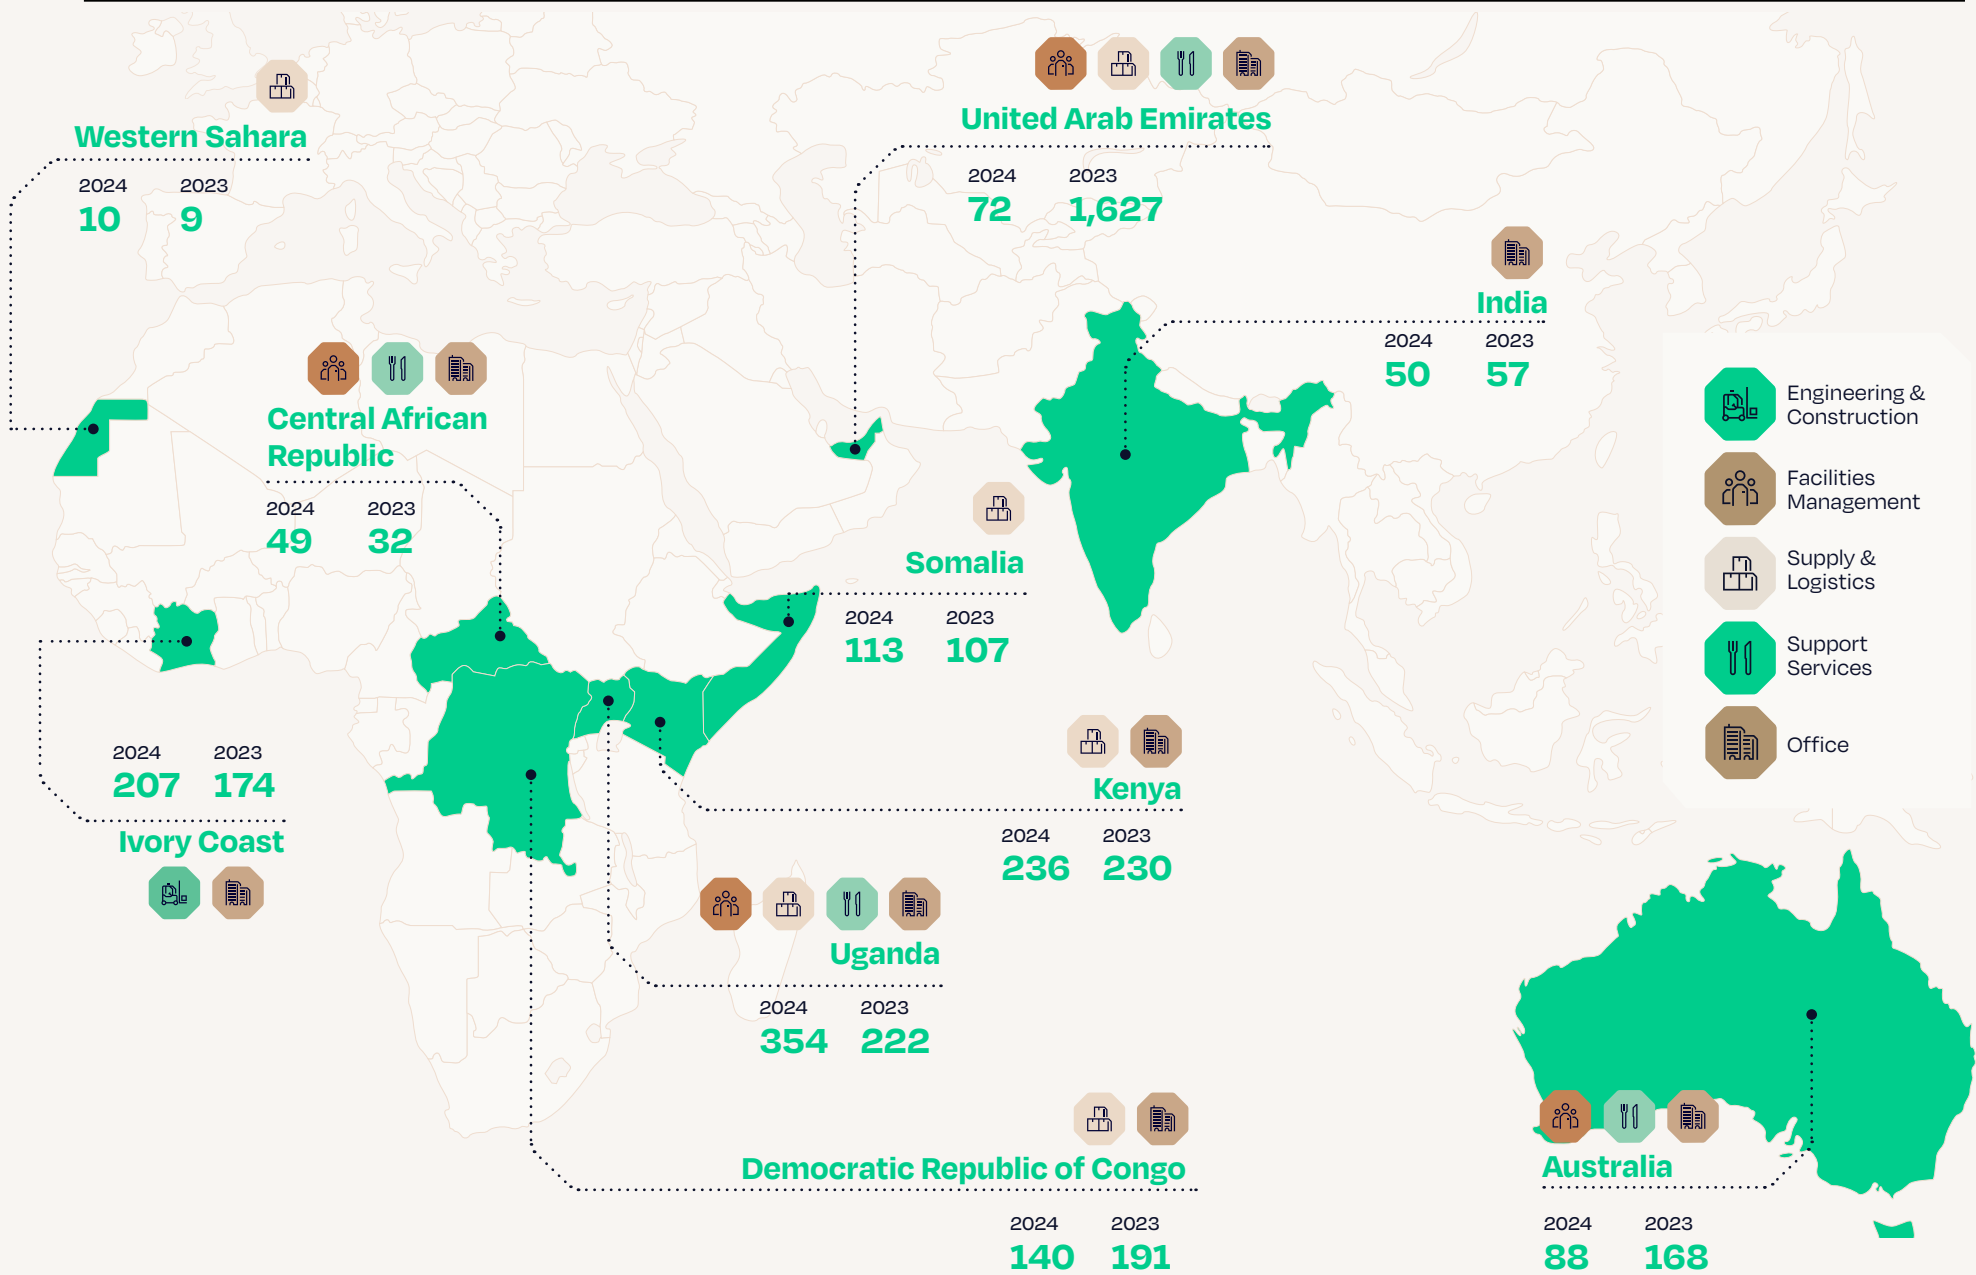 Western Sahara
2024 2023
10 9
United Arab Emirates
2024 2023
72 1,627
India
2024 2023
50 57
Central African
Republic
2024 2023
49 32
Somalia
2024 2023
113 107
Engineering &
Construction
Facilities
Management
Supply &
Logistics
Support
Services
Office
2024 2023
207 174
Ivory Coast
Kenya
2024 2023
236 230
Uganda
2024 2023
354 222
Democratic Republic of Congo
2024 2023
140 191
Australia
2024 2023
88 168